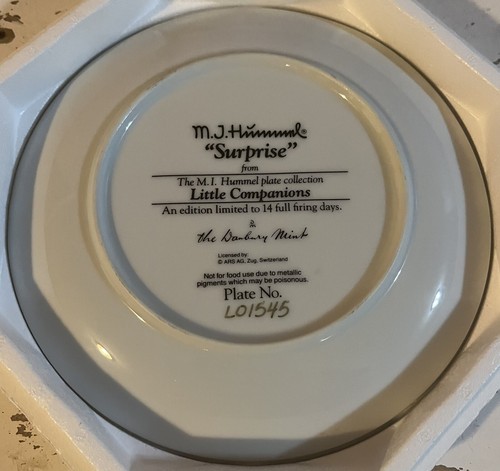 M.J.Hummel®
"Surprise"
from
The M.I. Hummel plate collection
Little Companions
An edition limited to 14 full firing days.
&
the Danbury Mint
Licensed by:
© ARS AG, Zug, Switzerland
Not for food use due to metallic
pigments which may be poisonous.
Plate No.
LO1545